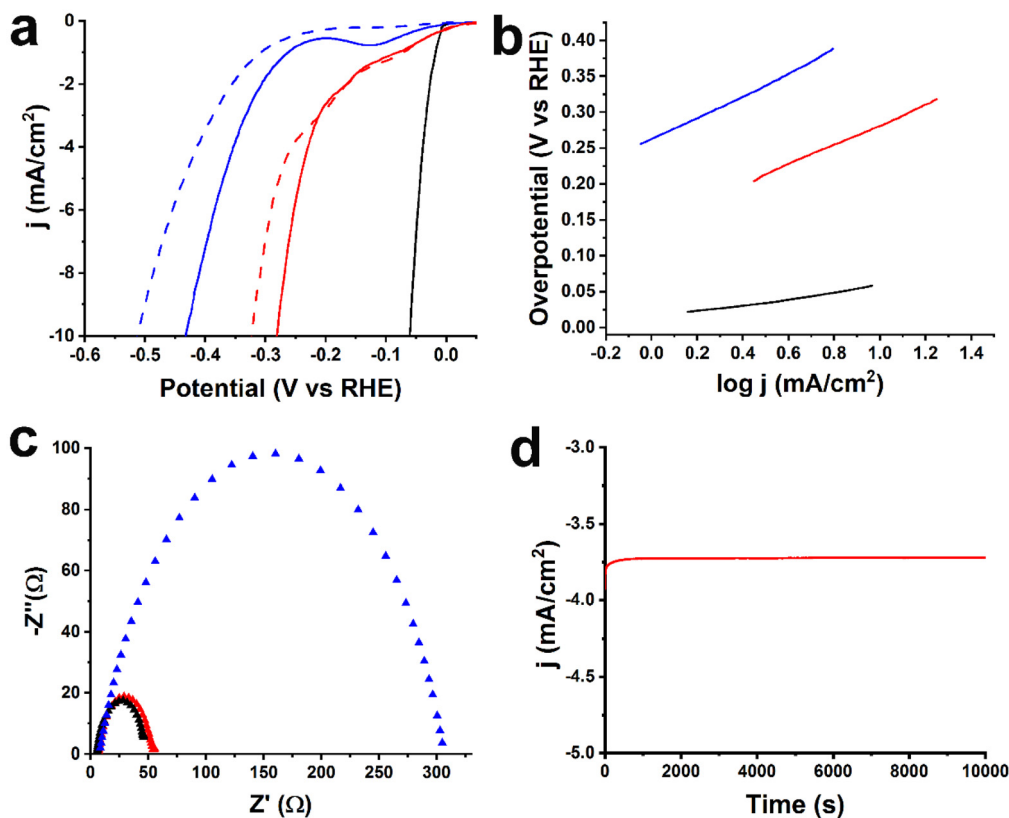 a
j (mA/cm²)
0
-2
-4
-6
-8
-10
-0.6 -0.5 -0.4 -0.3 -0.2 -0.1 0.0
Potential (V vs RHE)
b
Overpotential (V vs RHE)
0.40
0.35
0.30
0.25
0.20
0.15
0.10
0.05
0.00
-0.2 0.0 0.2 0.4 0.6 0.8 1.0 1.2 1.4
log j (mA/cm²)
c
-Z"(Ω)
100
80
60
40
20
0
0 50 100 150 200 250 300
Z' (Ω)
d
j (mA/cm²)
-3.0
-3.5
-4.0
-4.5
-5.0
0 2000 4000 6000 8000 10000
Time (s)